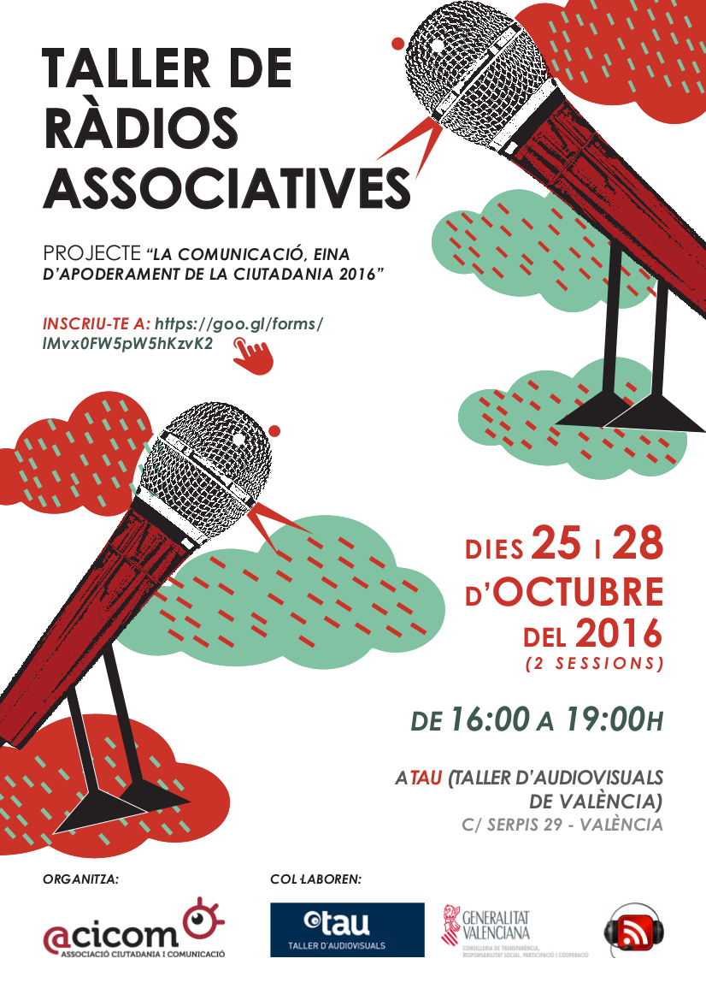 TALLER DE
RÀDIOS
ASSOCIATIVES
PROJECTE “LA COMUNICACIÓ, EINA
D’APODERAMENT DE LA CIUTADANIA 2016”
INSCRIU-TE A: https://goo.gl/forms/
lMvx0FW5pW5hKzvK2
DIES 25 I 28
D’OCTUBRE
DEL 2016
(2 SESSIONS)
DE 16:00 A 19:00H
A TAU (TALLER D’AUDIOVISUALS
DE VALÈNCIA)
C/ SERPIS 29 - VALÈNCIA
ORGANITZA:
COL·LABOREN:
@cicom
ASSOCIACIÓ CIUTADANIA I COMUNICACIÓ
tau
TALLER D’AUDIOVISUALS
GENERALITAT
VALENCIANA
CONSELLERIA DE TRANSPARÈNCIA,
RESPONSABILITAT SOCIAL, PARTICIPACIÓ I COOPERACIÓ